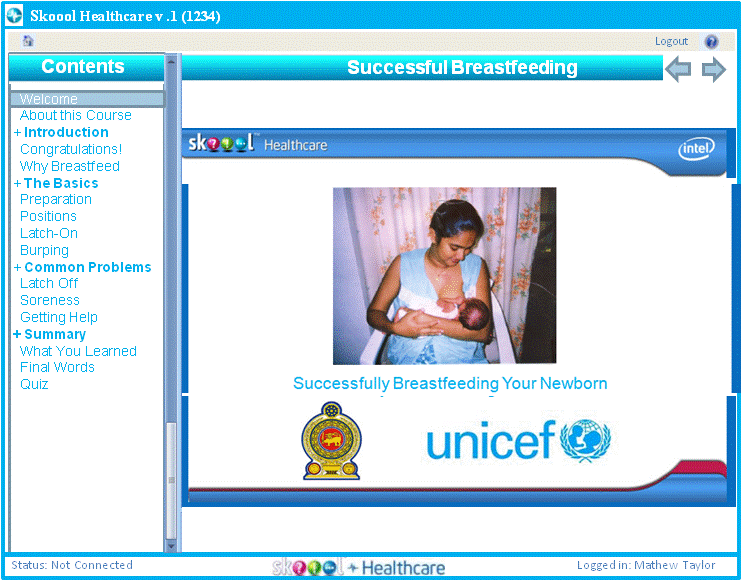 Skoool Healthcare v .1 (1234)
Logout
Contents
Successful Breastfeeding
Welcome
About this Course
+ Introduction
Congratulations!
Why Breastfeed
+ The Basics
Preparation
Positions
Latch-On
Burping
+ Common Problems
Latch Off
Soreness
Getting Help
+ Summary
What You Learned
Final Words
Quiz
skoool™ Healthcare
intel
Successfully Breastfeeding Your Newborn
unicef
Status: Not Connected
skoool + Healthcare
Logged in: Mathew Taylor